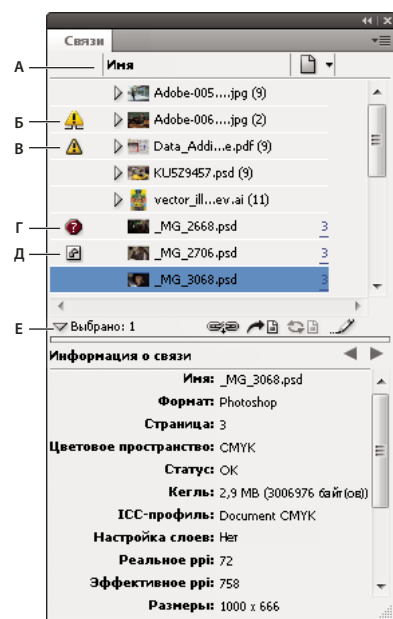 Связи
А Имя
Adobe-005....jpg (9)
Б Adobe-006....jpg (2)
В Data_Addi...e.pdf (9)
KU5Z9457.psd (9)
vector_ill...ev.ai (11)
Г _MG_2668.psd 3
Д _MG_2706.psd 3
_MG_3068.psd 3
Е Выбрано: 1
Информация о связи
Имя: _MG_3068.psd
Формат: Photoshop
Страница: 3
Цветовое пространство: CMYK
Статус: OK
Кегль: 2,9 MB (3006976 байт(ов))
ICC-профиль: Document CMYK
Настройка слоев: Нет
Реальное ppi: 72
Эффективное ppi: 758
Размеры: 1000 x 666